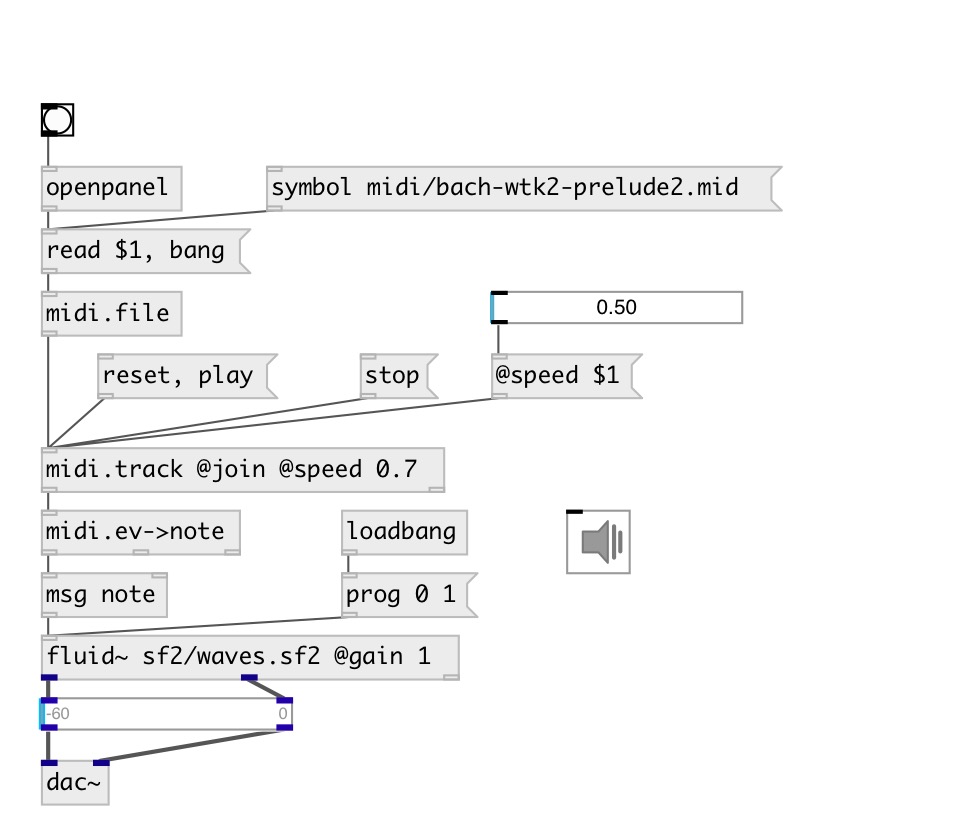 openpanel
symbol midi/bach-wtk2-prelude2.mid
read $1, bang
midi.file
0.50
reset, play
stop
@speed $1
midi.track @join @speed 0.7
midi.ev->note
loadbang
msg note
prog 0 1
fluid~ sf2/waves.sf2 @gain 1
-60
0
dac~